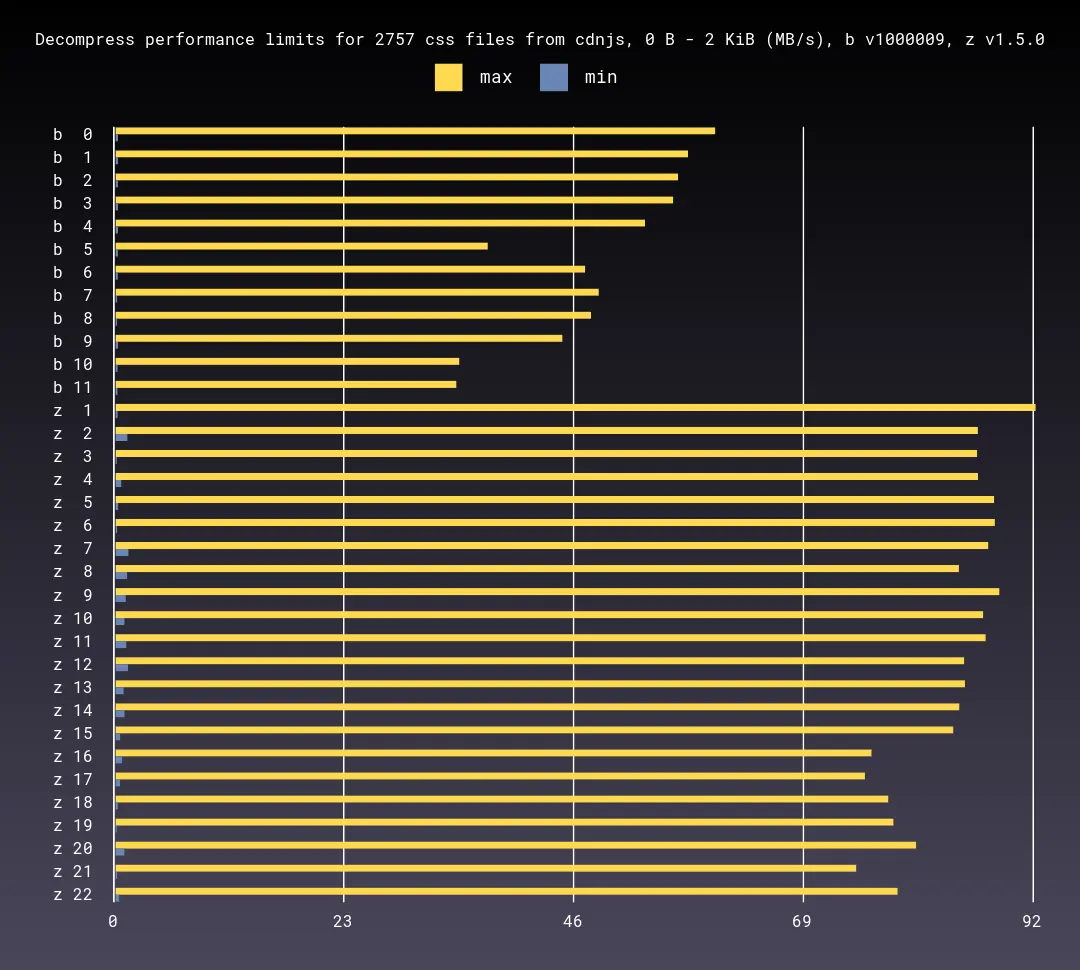 Decompress performance limits for 2757 css files from cdnjs, 0 B - 2 KiB (MB/s), b v1000009, z v1.5.0
max min
b 0
b 1
b 2
b 3
b 4
b 5
b 6
b 7
b 8
b 9
b 10
b 11
z 1
z 2
z 3
z 4
z 5
z 6
z 7
z 8
z 9
z 10
z 11
z 12
z 13
z 14
z 15
z 16
z 17
z 18
z 19
z 20
z 21
z 22
0 23 46 69 92